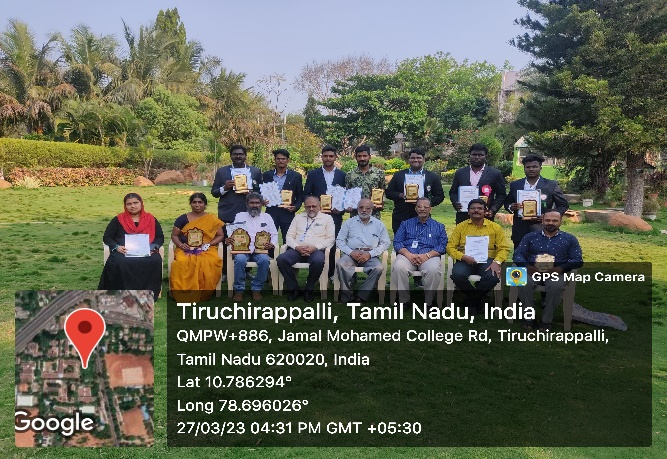 GPS Map Camera
Tiruchirappalli, Tamil Nadu, India
QMPW+886, Jamal Mohamed College Rd, Tiruchirappalli,
Tamil Nadu 620020, India
Lat 10.786294°
Long 78.696026°
27/03/23 04:31 PM GMT +05:30
Google